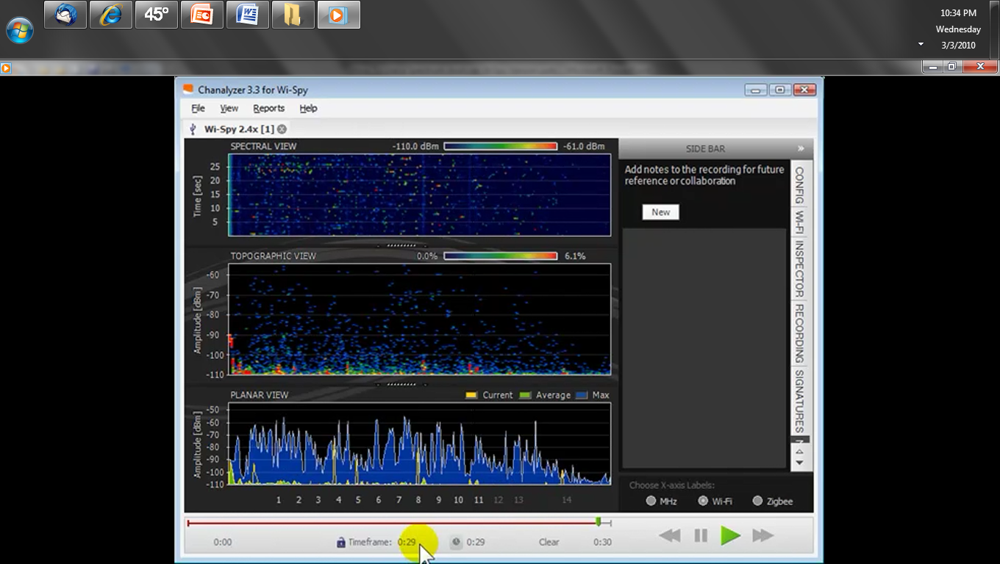 45°
10:34 PM
Wednesday
3/3/2010
Chanalyzer 3.3 for Wi-Spy
File View Reports Help
Wi-Spy 2.4x [1]
SPECTRAL VIEW -110.0 dBm -61.0 dBm
Time [sec]
25
20
15
10
5
TOPOGRAPHIC VIEW 0.0% 6.1%
Amplitude [dBm]
-60
-70
-80
-90
-100
-110
PLANAR VIEW Current Average Max
Amplitude [dBm]
-50
-60
-70
-80
-90
-100
-110
1 2 3 4 5 6 7 8 9 10 11 12 13 14
SIDE BAR
Add notes to the recording for future
reference or collaboration
New
CONFIG
WI-FI
INSPECTOR
RECORDING
SIGNATURES
Choose X-axis Labels:
MHz Wi-Fi Zigbee
0:00 Timeframe: 0:29 0:29 Clear 0:30